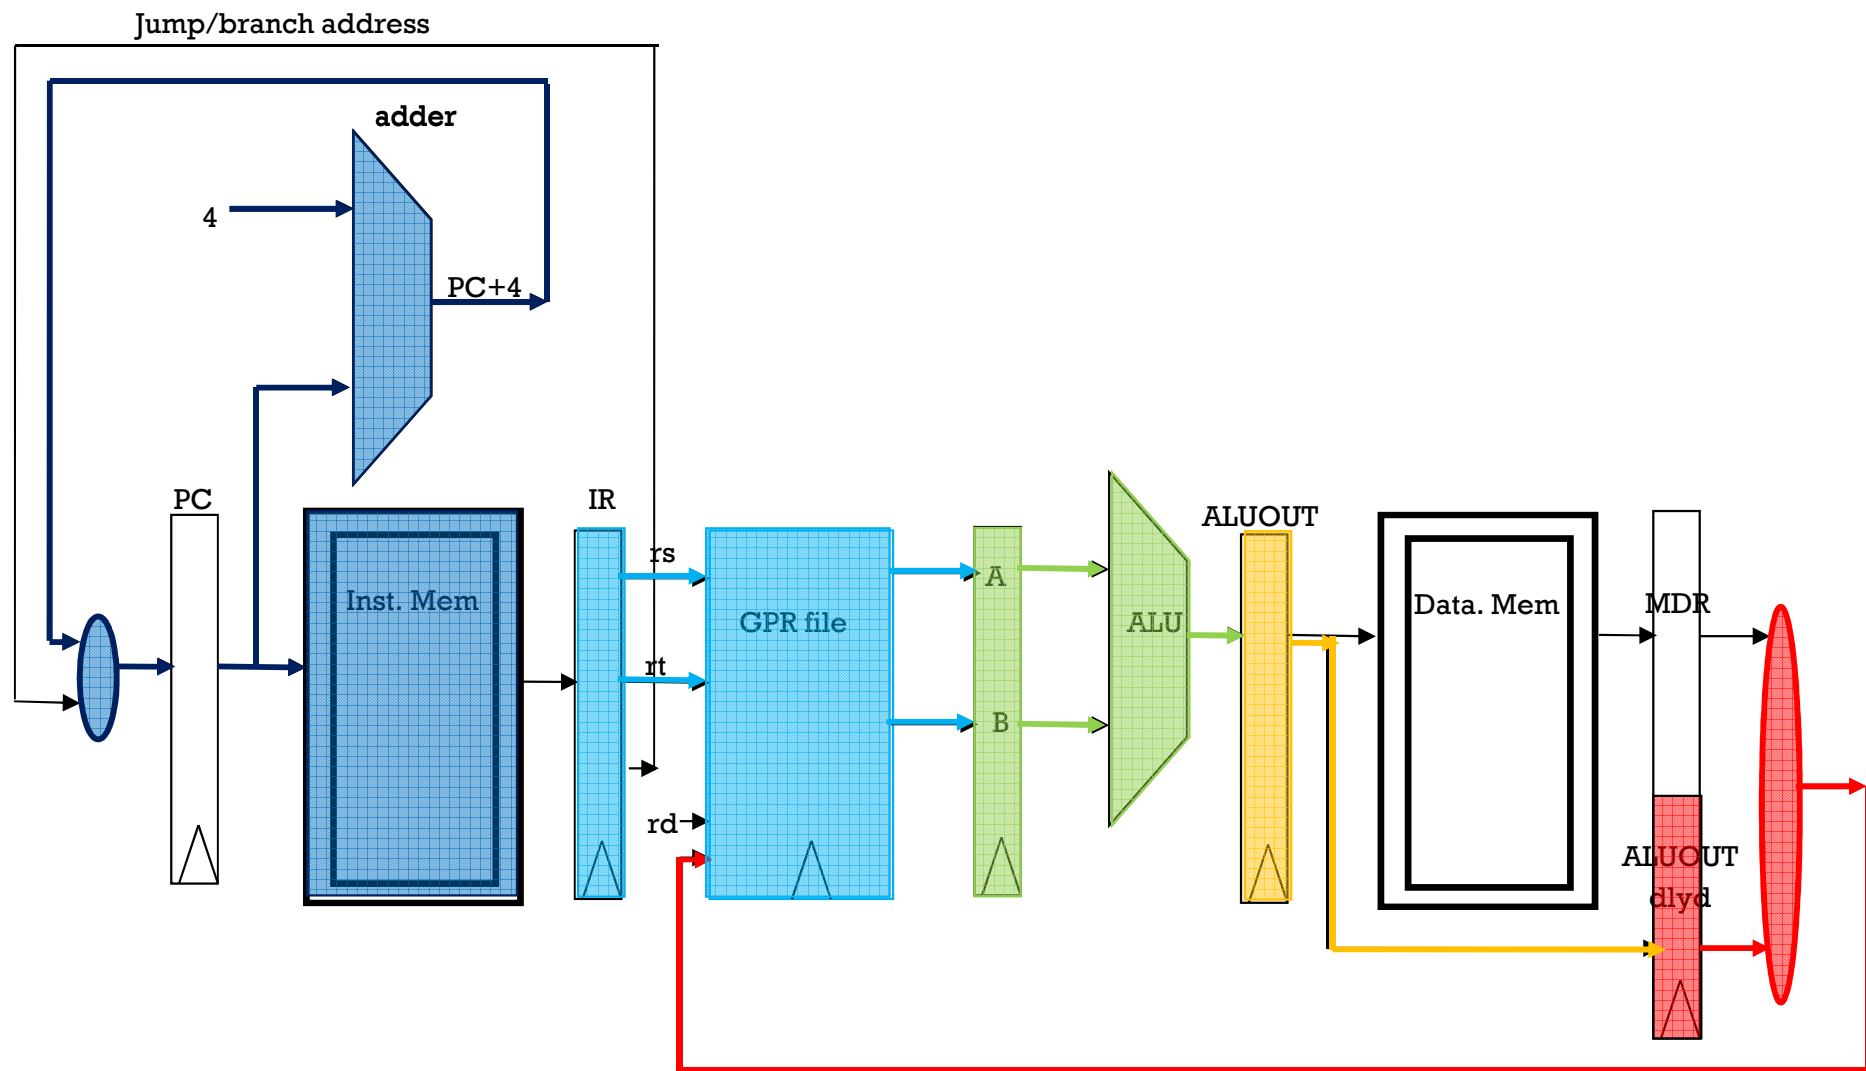 Jump/branch address
adder
4
PC+4
PC
IR
ALUOUT
rs
Inst. Mem
GPR file
A
ALU
Data. Mem
MDR
rt
B
rd
ALUOUT
dlyd